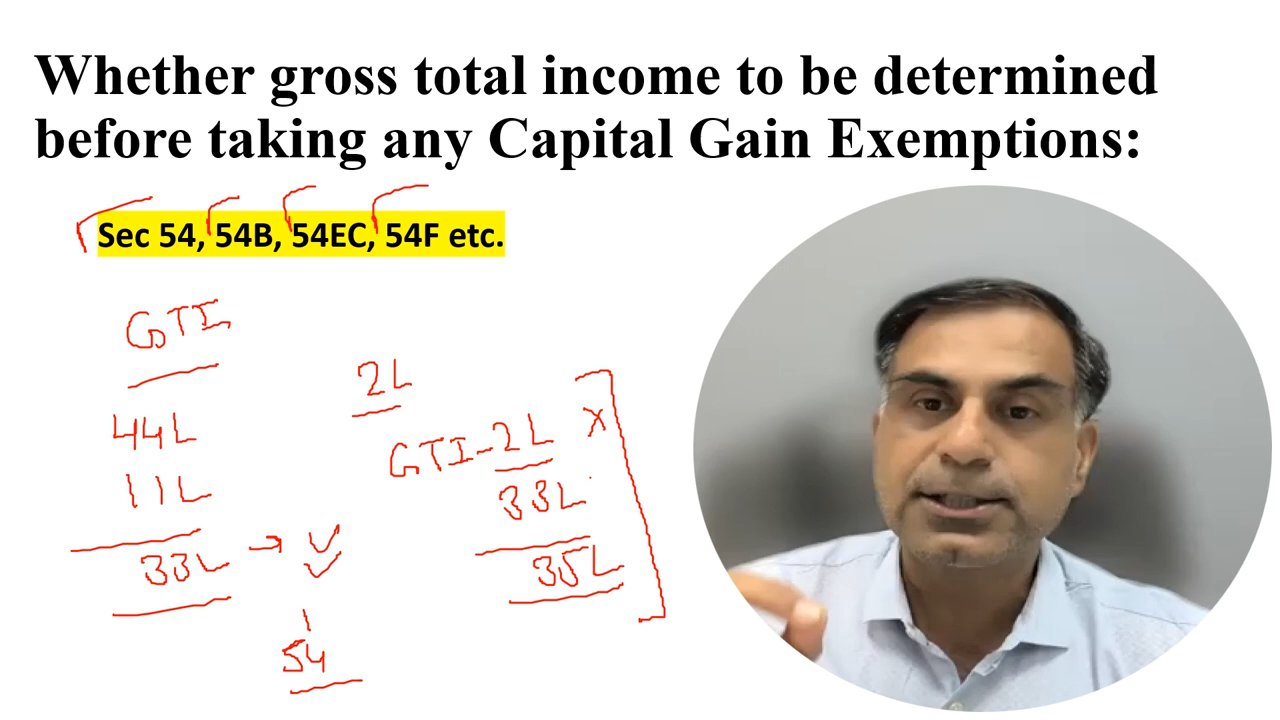 Whether gross total income to be determined
before taking any Capital Gain Exemptions:
Sec 54, 54B, 54EC, 54F etc.
GTI
44L
11L
33L
54
2L
GTI-2L
33L
35L